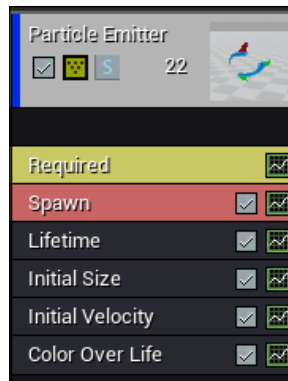 Particle Emitter
S 22
Required
Spawn
Lifetime
Initial Size
Initial Velocity
Color Over Life